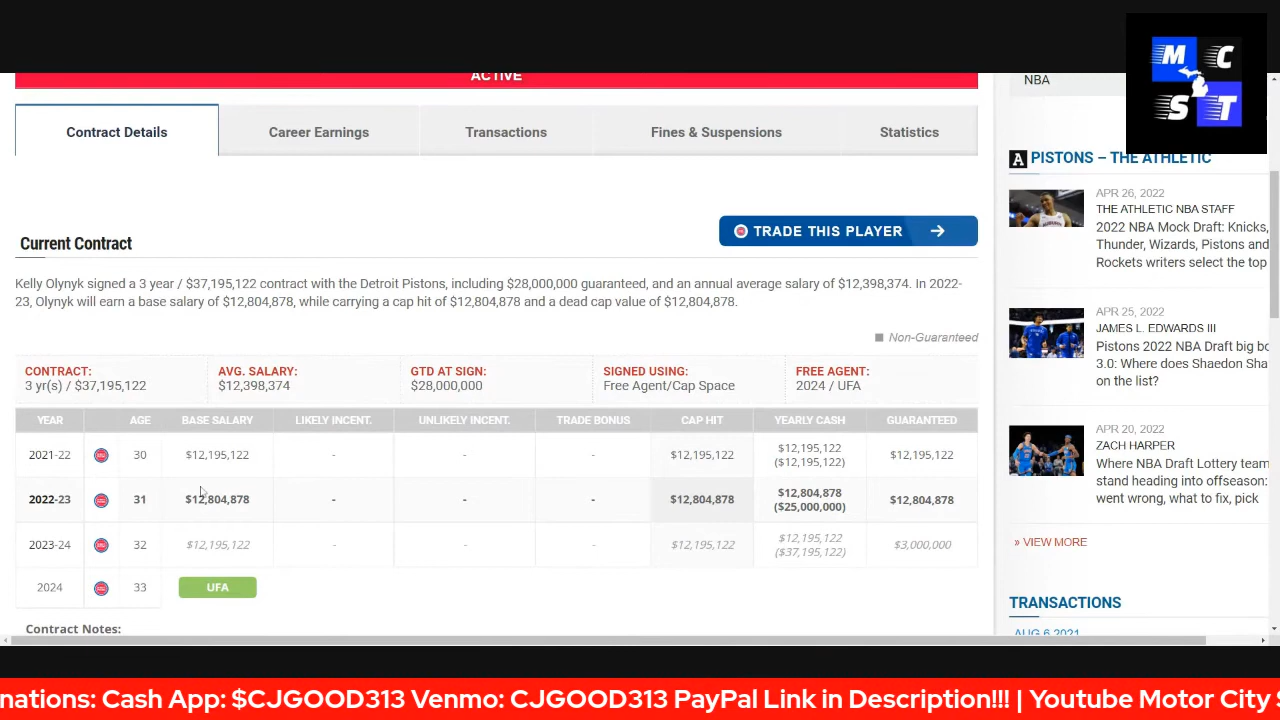 ACTIVE
NBA
M C
S T
Contract Details
Career Earnings
Transactions
Fines & Suspensions
Statistics
A PISTONS – THE ATHLETIC
APR 26, 2022
THE ATHLETIC NBA STAFF
2022 NBA Mock Draft: Knicks,
Thunder, Wizards, Pistons and
Rockets writers select the top
TRADE THIS PLAYER
Current Contract
Kelly Olynyk signed a 3 year / $37,195,122 contract with the Detroit Pistons, including $28,000,000 guaranteed, and an annual average salary of $12,398,374. In 2022-
23, Olynyk will earn a base salary of $12,804,878, while carrying a cap hit of $12,804,878 and a dead cap value of $12,804,878.
APR 25, 2022
JAMES L. EDWARDS III
Pistons 2022 NBA Draft big
3.0: Where does Shaedon
on the list?
Non-Guaranteed
CONTRACT: AVG. SALARY: GTD AT SIGN: SIGNED USING: FREE AGENT:
3 yr(s) / $37,195,122 $12,398,374 $28,000,000 Free Agent/Cap Space 2024 / UFA
YEAR AGE BASE SALARY LIKELY INCENT. UNLIKELY INCENT. TRADE BONUS CAP HIT YEARLY CASH GUARANTEED
2021-22 30 $12,195,122 - - - $12,195,122 $12,195,122 ($12,195,122) $12,195,122
2022-23 31 $12,804,878 - - - $12,804,878 $12,804,878 ($25,000,000) $12,804,878
2023-24 32 $12,195,122 - - - $12,195,122 $12,195,122 ($37,195,122) $3,000,000
2024 33 UFA
Contract Notes:
APR 20, 2022
ZACH HARPER
Where NBA Draft Lottery team
stand heading into offseason:
went wrong, what to fix, pick
» VIEW MORE
TRANSACTIONS
AUG 6 2021
nations: Cash App: $CJGOOD313 Venmo: CJGOOD313 PayPal Link in Description!!! | Youtube Motor City S